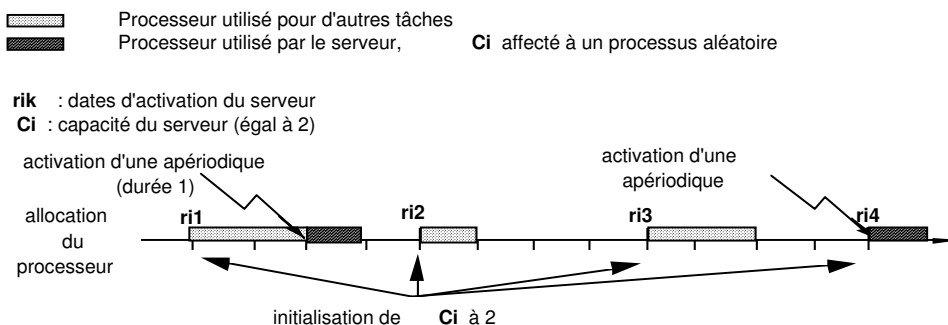 Processeur utilisé pour d'autres tâches
Processeur utilisé par le serveur, Ci affecté à un processus aléatoire
rik : dates d'activation du serveur
Ci : capacité du serveur (égal à 2)
activation d'une apériodique
(durée 1)
activation d'une
apériodique
allocation
du
processeur
ri1
ri2
ri3
ri4
initialisation de Ci à 2